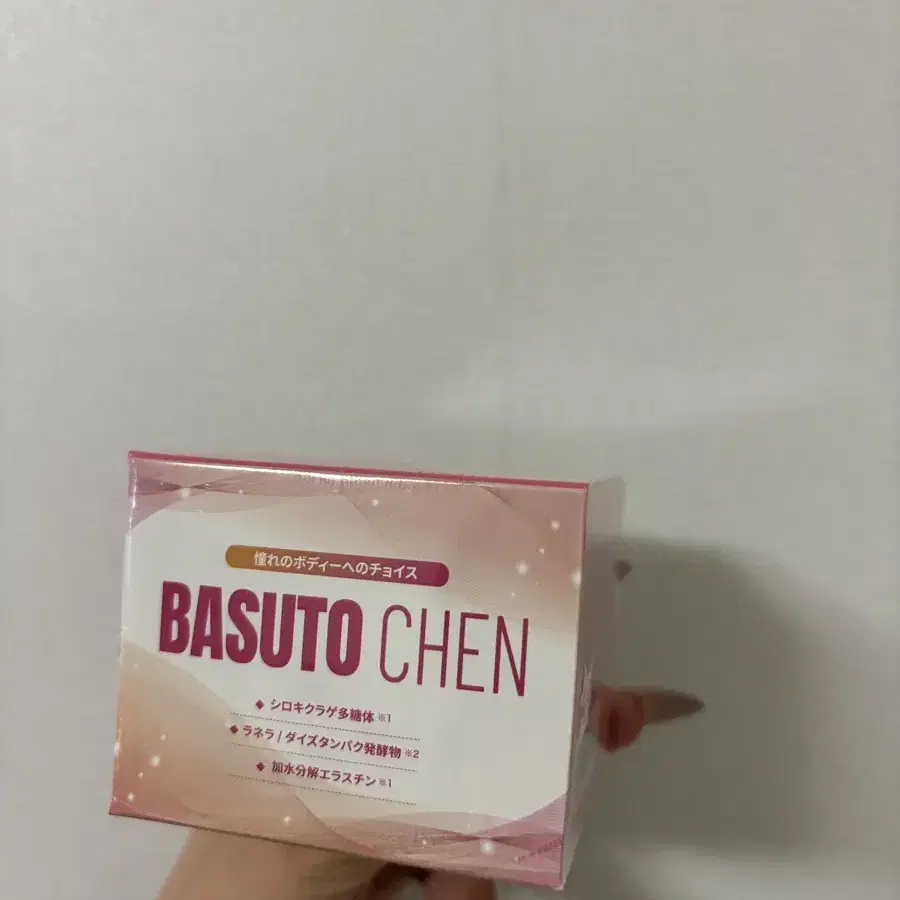 憧れのボディーへのチョイス
BASUTO CHEN
◆ シロキクラゲ多糖体 ※1
◆ ラネラ / ダイズタンパク発酵物 ※2
◆ 加水分解エラスチン ※1